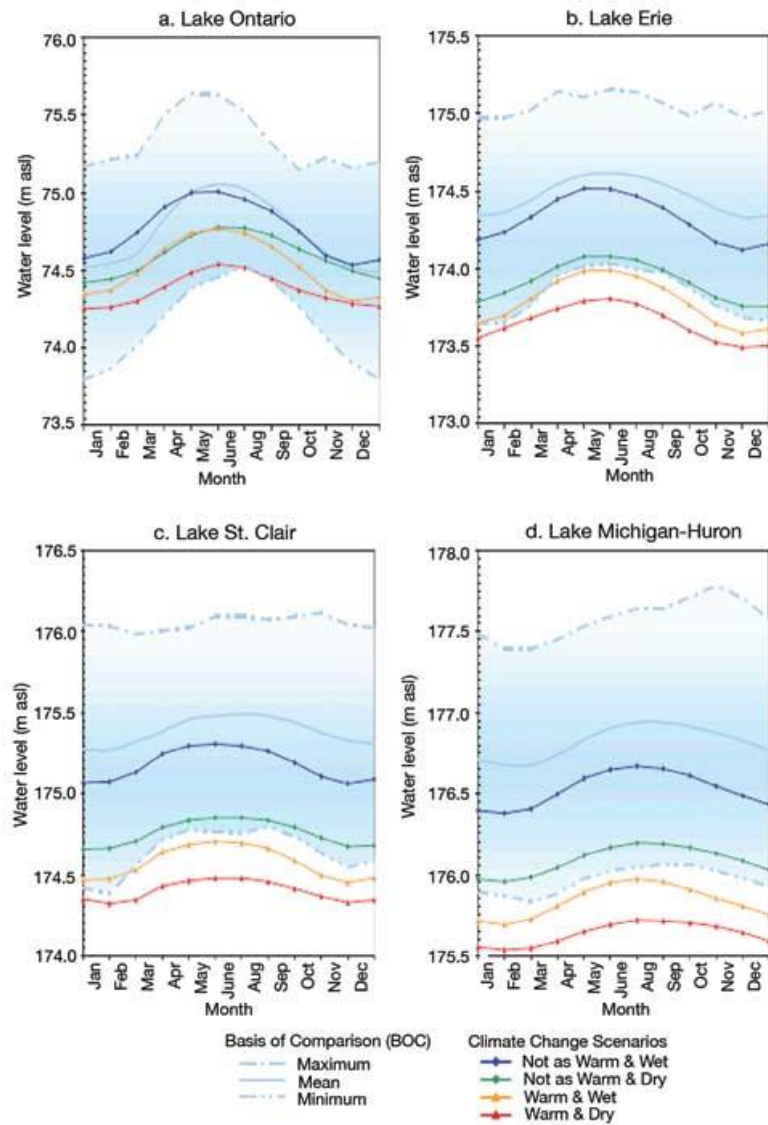 a. Lake Ontario
76.0
75.5
75.0
74.5
74.0
73.5
Water level (m asl)
Jan
Feb
Mar
Apr
May
June
Aug
Sep
Oct
Nov
Dec
Month
b. Lake Erie
175.5
175.0
174.5
174.0
173.5
173.0
Water level (m asl)
Jan
Feb
Mar
Apr
May
June
Aug
Sep
Oct
Nov
Dec
Month
c. Lake St. Clair
176.5
176.0
175.5
175.0
174.5
174.0
Water level (m asl)
Jan
Feb
Mar
Apr
May
June
Aug
Sep
Oct
Nov
Dec
Month
d. Lake Michigan-Huron
178.0
177.5
177.0
176.5
176.0
175.5
Water level (m asl)
Jan
Feb
Mar
Apr
May
June
Aug
Sep
Oct
Nov
Dec
Month
Basis of Comparison (BOC)
Maximum
Mean
Minimum
Climate Change Scenarios
Not as Warm & Wet
Not as Warm & Dry
Warm & Wet
Warm & Dry